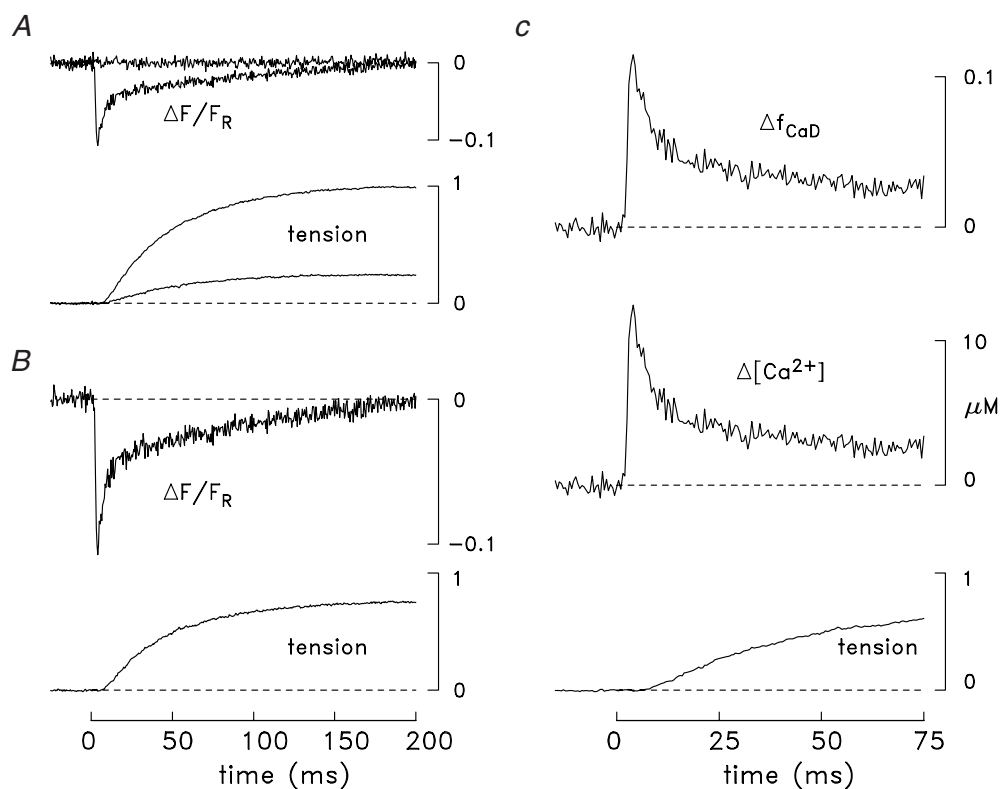 A
0
ΔF/F_R
−0.1
1
tension
0
B
0
ΔF/F_R
−0.1
1
tension
0
0 50 100 150 200
time (ms)
c
0.1
Δf_CaD
0
10
Δ[Ca²⁺]
μM
0
1
tension
0
0 25 50 75
time (ms)